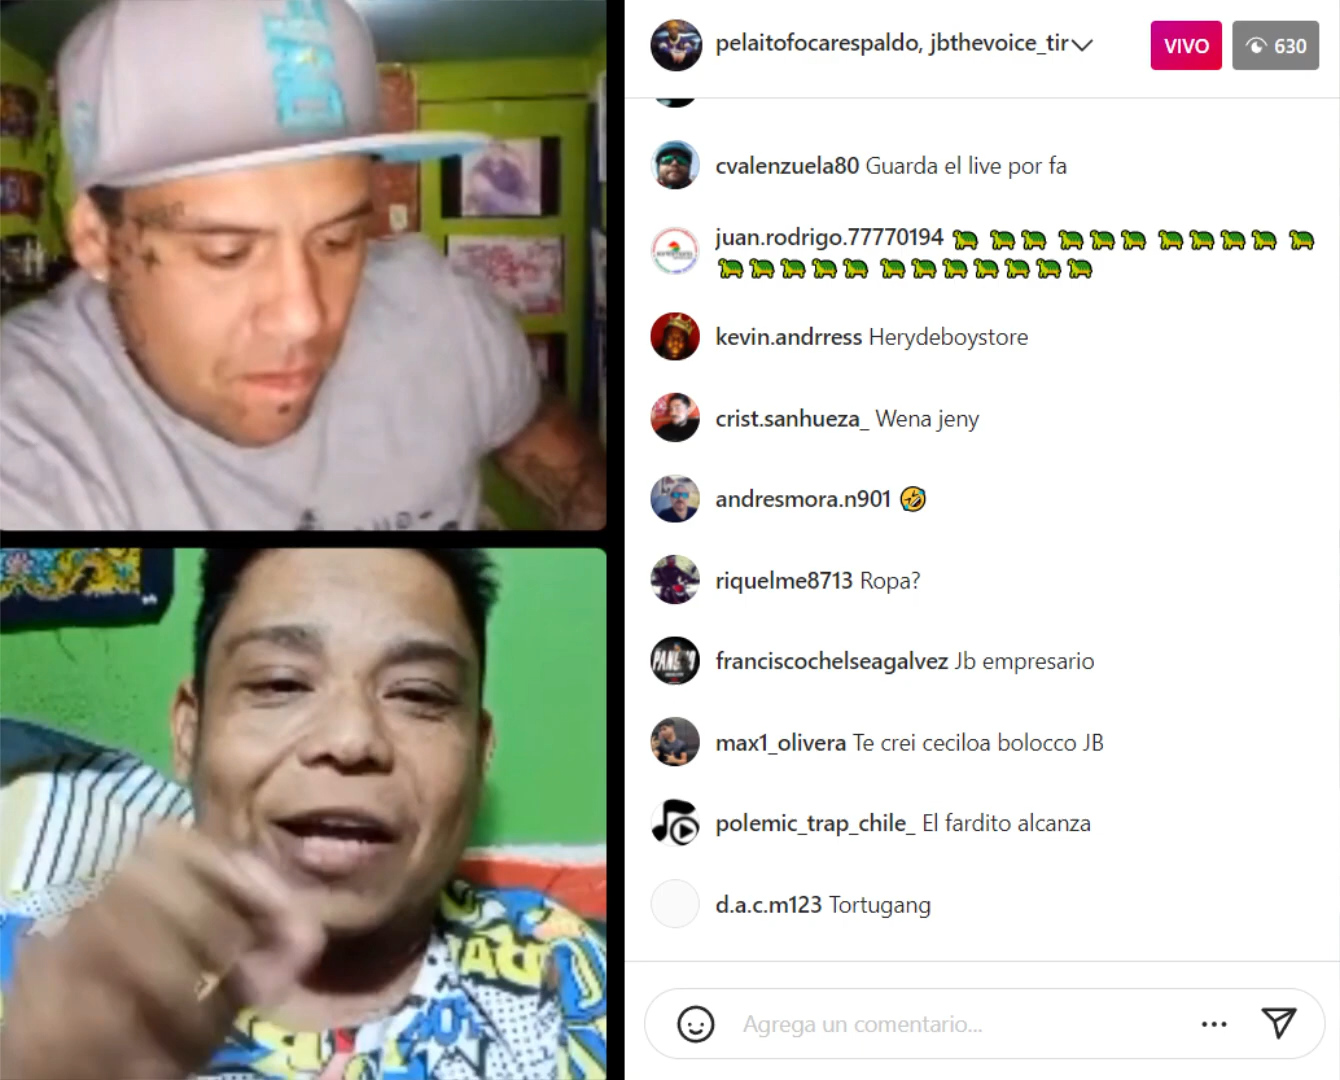 pelaitofocarespaldo, jbthevoice_tir
VIVO
630
cvalenzuela80 Guarda el live por fa
juan.rodrigo.77770194 🐢 🐢🐢 🐢🐢🐢 🐢🐢🐢🐢 🐢
🐢🐢🐢🐢🐢 🐢🐢🐢🐢🐢🐢🐢
kevin.andrress Herydeboystore
crist.sanhueza_ Wena jeny
andresmora.n901 🤣
riquelme8713 Ropa?
franciscochelseagalvez Jb empresario
max1_olivera Te crei ceciloa bolocco JB
polemic_trap_chile_ El fardito alcanza
d.a.c.m123 Tortugang
Agrega un comentario...